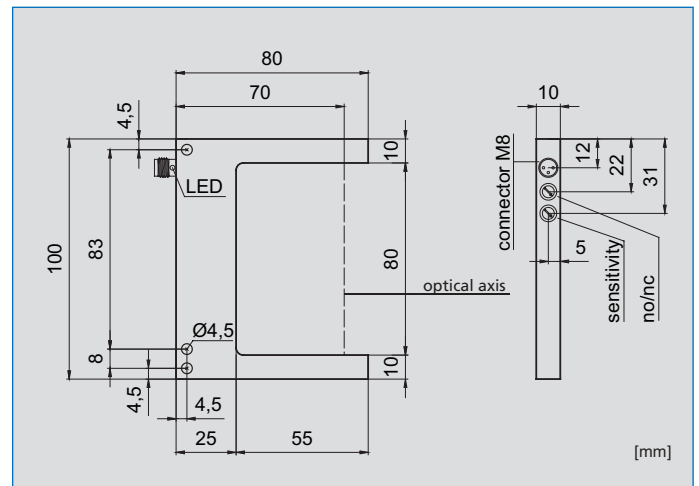 80
70
10
4,5
LED
10
100
83
80
optical axis
Ø4,5
8
4,5
10
4,5
25
55
connector M8
12
22
31
5
sensitivity
no/nc
[mm]